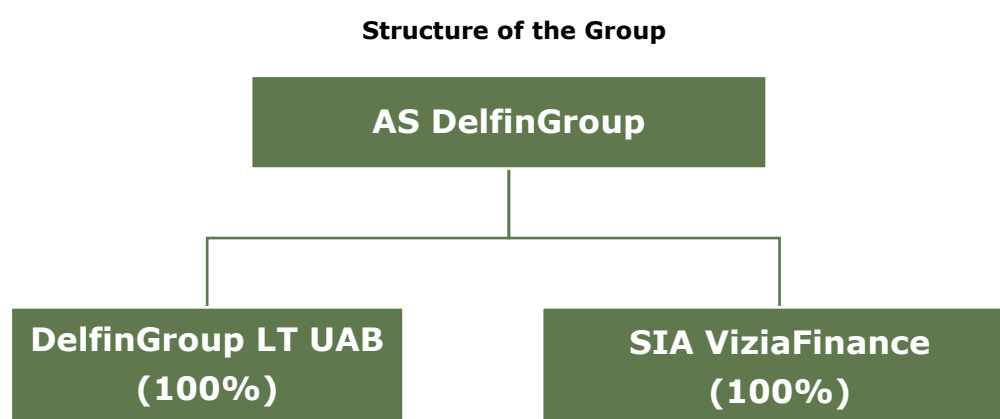 Structure of the Group
AS DelfinGroup
DelfinGroup LT UAB
(100%)
SIA ViziaFinance
(100%)